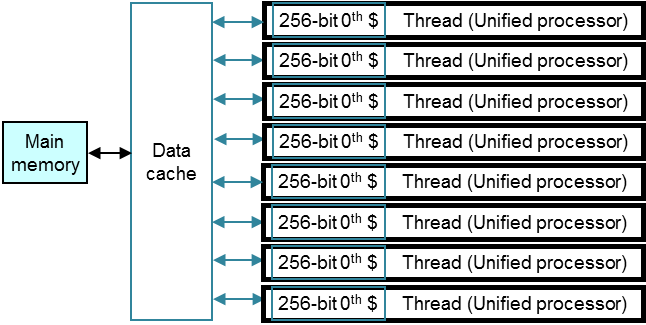 256-bit 0th $ Thread (Unified processor)
256-bit 0th $ Thread (Unified processor)
256-bit 0th $ Thread (Unified processor)
256-bit 0th $ Thread (Unified processor)
256-bit 0th $ Thread (Unified processor)
256-bit 0th $ Thread (Unified processor)
256-bit 0th $ Thread (Unified processor)
256-bit 0th $ Thread (Unified processor)
Main
memory
Data
cache